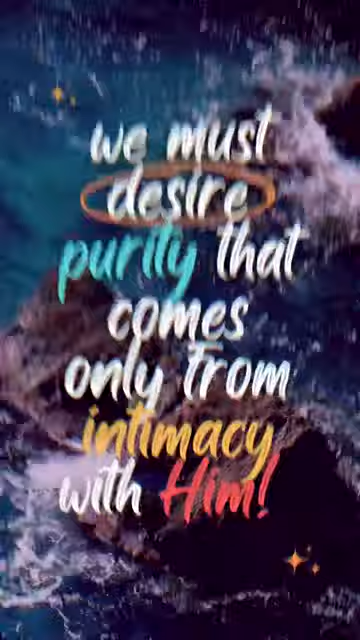 we must
desire
purity that
comes
only from
intimacy
with Him!